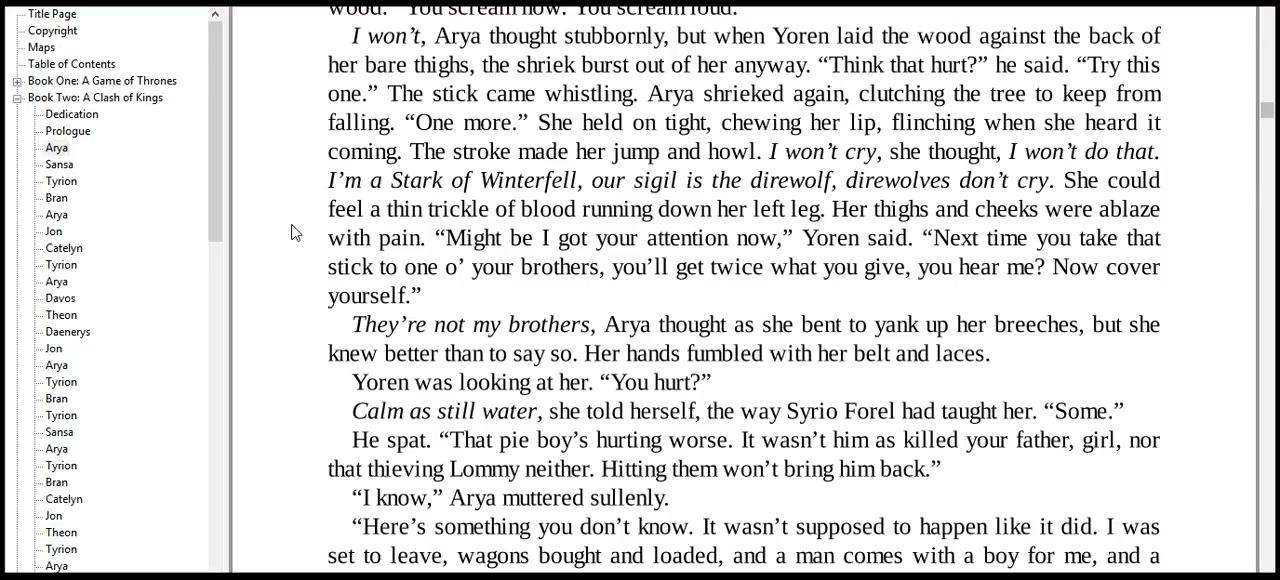 Title Page
Copyright
Maps
Table of Contents
Book One: A Game of Thrones
Book Two: A Clash of Kings
Dedication
Prologue
Arya
Sansa
Tyrion
Bran
Arya
Jon
Catelyn
Tyrion
Arya
Davos
Theon
Daenerys
Jon
Arya
Tyrion
Bran
Tyrion
Sansa
Arya
Tyrion
Bran
Catelyn
Jon
Theon
Tyrion
Arya
wood. “You scream now. You scream loud.”
I won’t, Arya thought stubbornly, but when Yoren laid the wood against the back of
her bare thighs, the shriek burst out of her anyway. “Think that hurt?” he said. “Try this
one.” The stick came whistling. Arya shrieked again, clutching the tree to keep from
falling. “One more.” She held on tight, chewing her lip, flinching when she heard it
coming. The stroke made her jump and howl. I won’t cry, she thought, I won’t do that.
I’m a Stark of Winterfell, our sigil is the direwolf, direwolves don’t cry. She could
feel a thin trickle of blood running down her left leg. Her thighs and cheeks were ablaze
with pain. “Might be I got your attention now,” Yoren said. “Next time you take that
stick to one o’ your brothers, you’ll get twice what you give, you hear me? Now cover
yourself.”
They’re not my brothers, Arya thought as she bent to yank up her breeches, but she
knew better than to say so. Her hands fumbled with her belt and laces.
Yoren was looking at her. “You hurt?”
Calm as still water, she told herself, the way Syrio Forel had taught her. “Some.”
He spat. “That pie boy’s hurting worse. It wasn’t him as killed your father, girl, nor
that thieving Lommy neither. Hitting them won’t bring him back.”
“I know,” Arya muttered sullenly.
“Here’s something you don’t know. It wasn’t supposed to happen like it did. I was
set to leave, wagons bought and loaded, and a man comes with a boy for me, and a